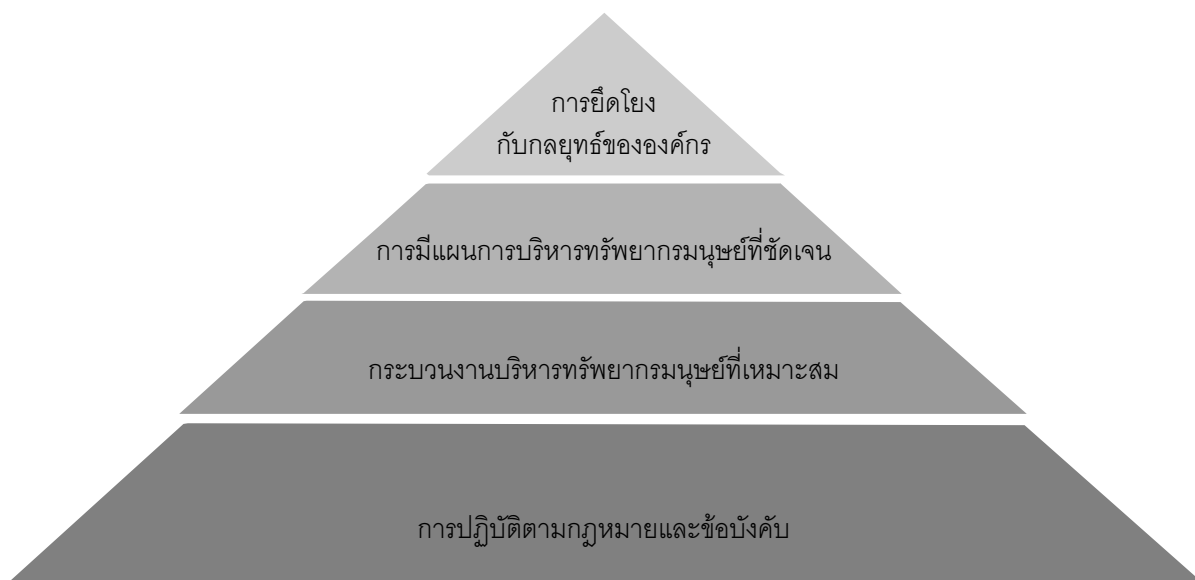 การยึดโยง
กับกลยุทธ์ขององค์กร
การมีแผนการบริหารทรัพยากรมนุษย์ที่ชัดเจน
กระบวนงานบริหารทรัพยากรมนุษย์ที่เหมาะสม
การปฏิบัติตามกฎหมายและข้อบังคับ